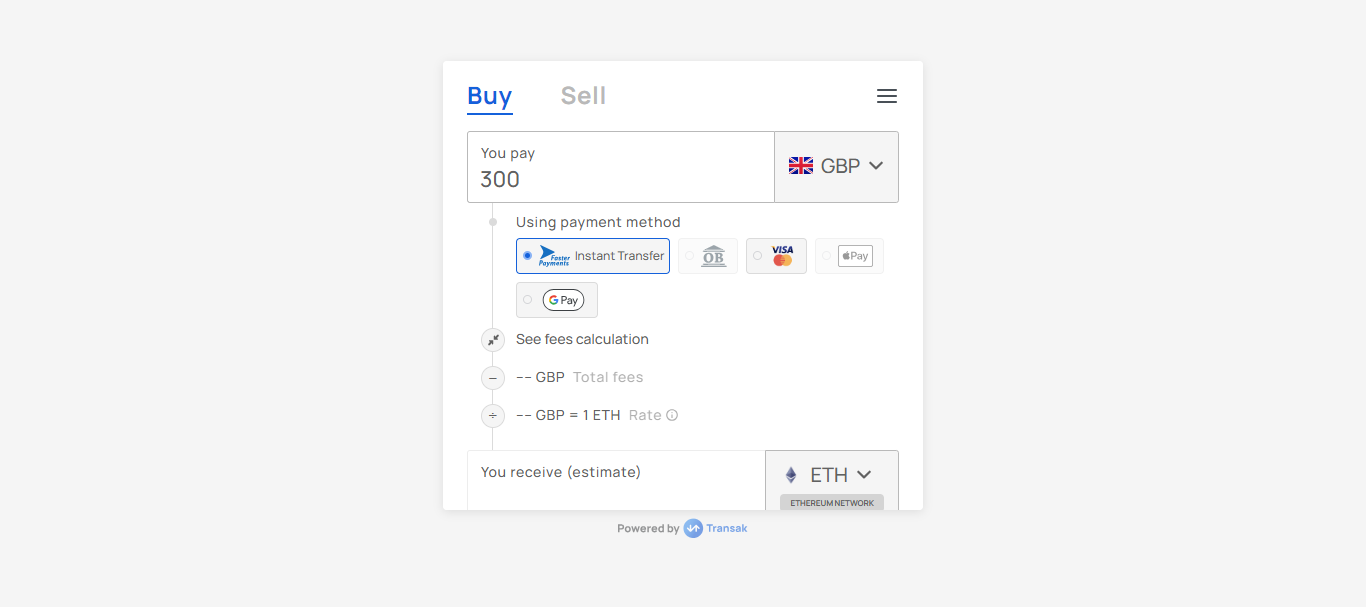 Buy Sell
You pay
300
GBP
Using payment method
Faster Payments Instant Transfer OB VISA Pay
G Pay
See fees calculation
– –– GBP Total fees
÷ –– GBP = 1 ETH Rate
You receive (estimate)
ETH
ETHEREUM NETWORK
Powered by Transak